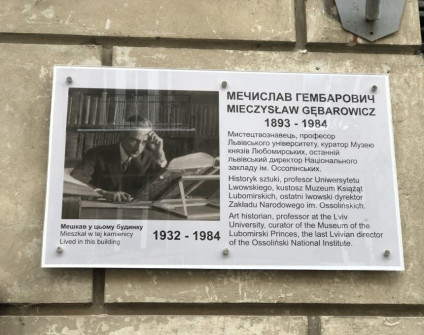 МЕЧИСЛАВ ГЕМБАРОВИЧ
MIECZYSŁAW GĘBAROWICZ
1893 - 1984
Мистецтвознавець, професор
Львівського університету, куратор Музею
князів Любомирських, останній
львівський директор Національного
закладу ім. Оссолінських.
Historyk sztuki, profesor Uniwersytetu
Lwowskiego, kustosz Muzeum Książąt
Lubomirskich, ostatni lwowski dyrektor
Zakładu Narodowego im. Ossolińskich.
Art historian, professor at the Lviv
University, curator of the Museum of the
Lubomirski Princes, the last Lvivian director
of the Ossoliński National Institute.
Мешкав у цьому будинку
Mieszkał w tej kamienicy
Lived in this building
1932 - 1984